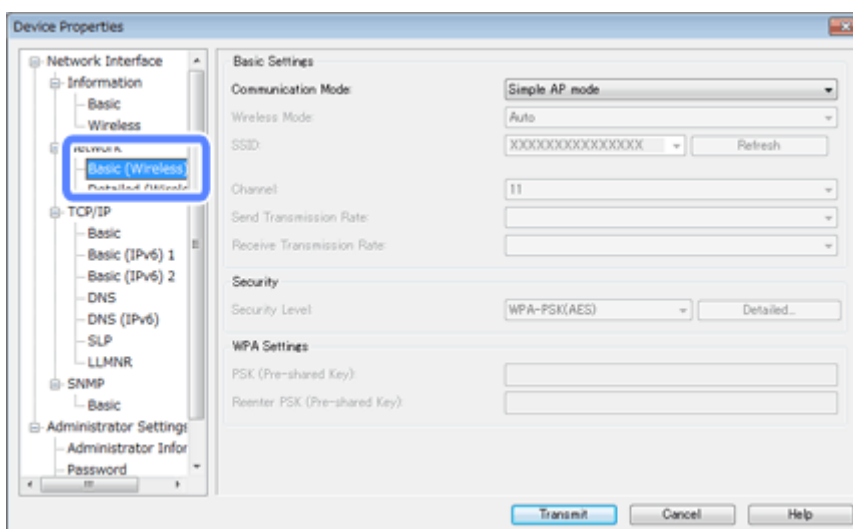 Device Properties
Network Interface
Information
Basic
Wireless
Network
Basic (Wireless)
TCP/IP
Basic
Basic (IPv6) 1
Basic (IPv6) 2
DNS
DNS (IPv6)
SLP
LLMNR
SNMP
Basic
Administrator Settings
Administrator Infor
Password
Basic Settings
Communication Mode: Simple AP mode
Wireless Mode: Auto
SSID: XXXXXXXXXXXXXXX Refresh
Channel: 11
Send Transmission Rate:
Receive Transmission Rate:
Security
Security Level: WPA-PSK(AES) Detailed...
WPA Settings
PSK (Pre-shared Key):
Reenter PSK (Pre-shared Key):
Transmit Cancel Help